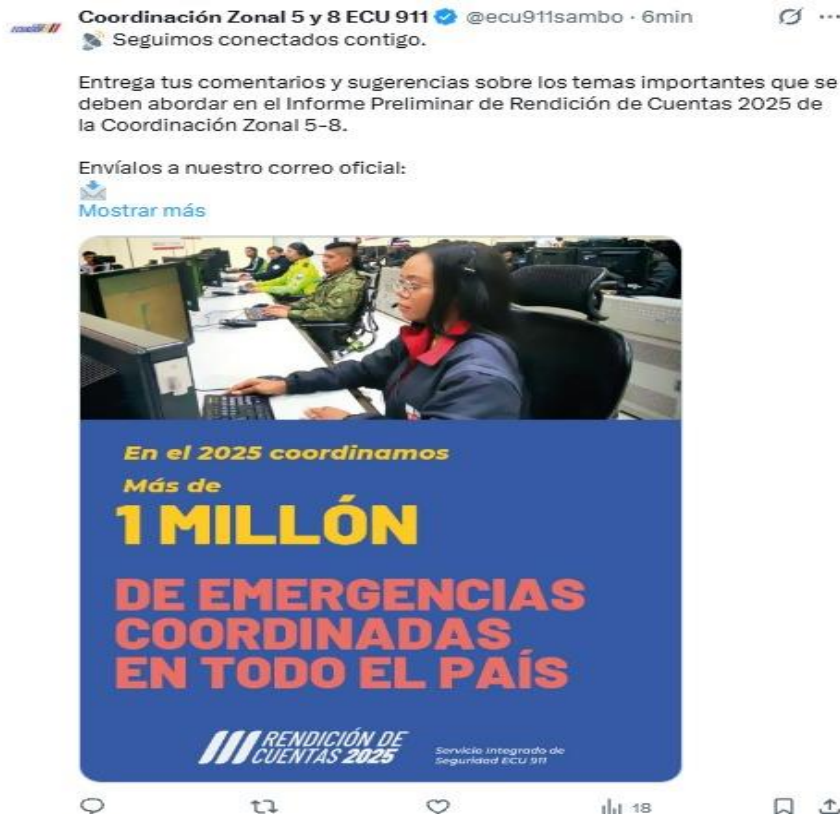 Coordinación Zonal 5 y 8 ECU 911 @ecu911sambo · 6min
Seguimos conectados contigo.
Entrega tus comentarios y sugerencias sobre los temas importantes que se
deben abordar en el Informe Preliminar de Rendición de Cuentas 2025 de
la Coordinación Zonal 5-8.
Envíalos a nuestro correo oficial:
Mostrar más
En el 2025 coordinamos
Más de
1 MILLÓN
DE EMERGENCIAS
COORDINADAS
EN TODO EL PAÍS
RENDICIÓN DE
CUENTAS 2025
Servicio Integrado de
Seguridad ECU 911
18